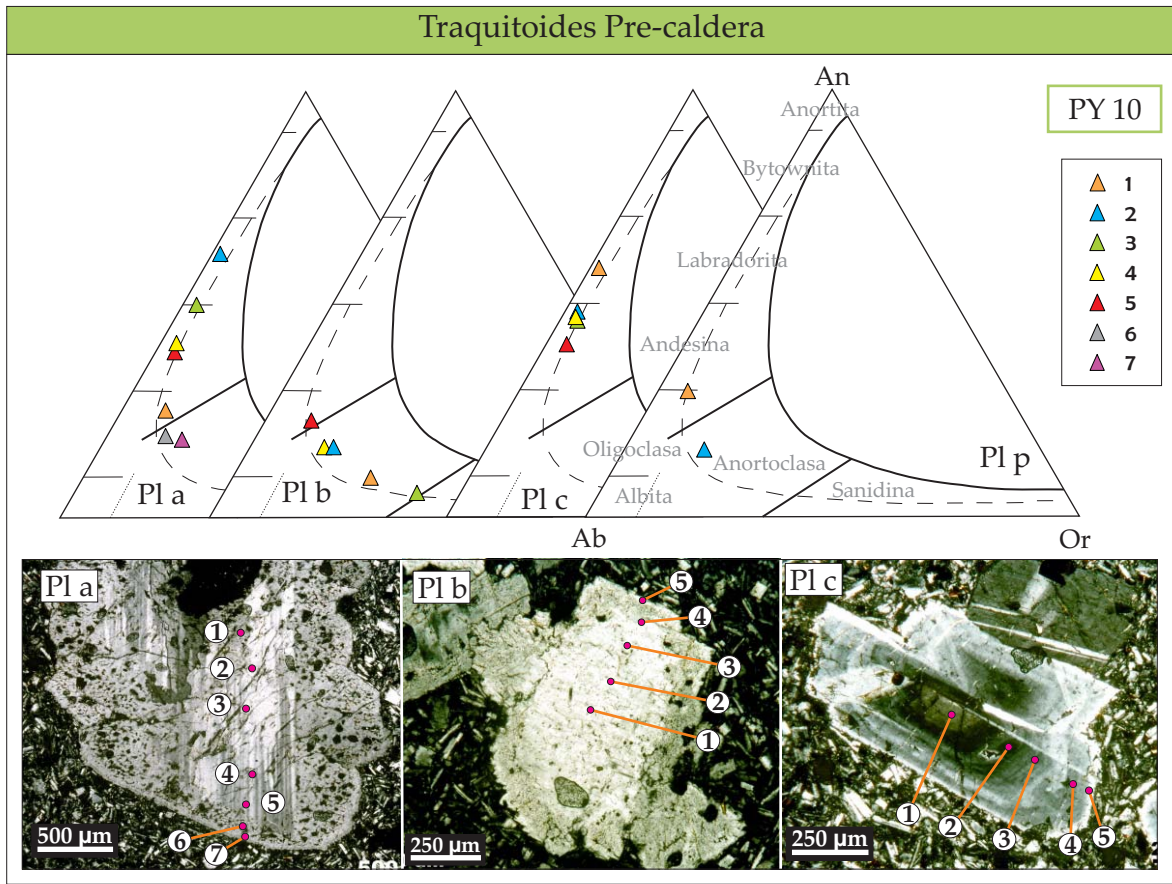 Traquitoides Pre-caldera
An
Anortita
PY 10
Bytownita
1
2
3
4
5
6
7
Labradorita
Andesina
Oligoclasa
Anortoclasa
Pl p
Sanidina
Albita
Pl a
Pl b
Pl c
Ab
Or
Pl a
1
2
3
4
5
6
7
500 µm
Pl b
5
4
3
2
1
250 µm
Pl c
1
2
3
4
5
250 µm